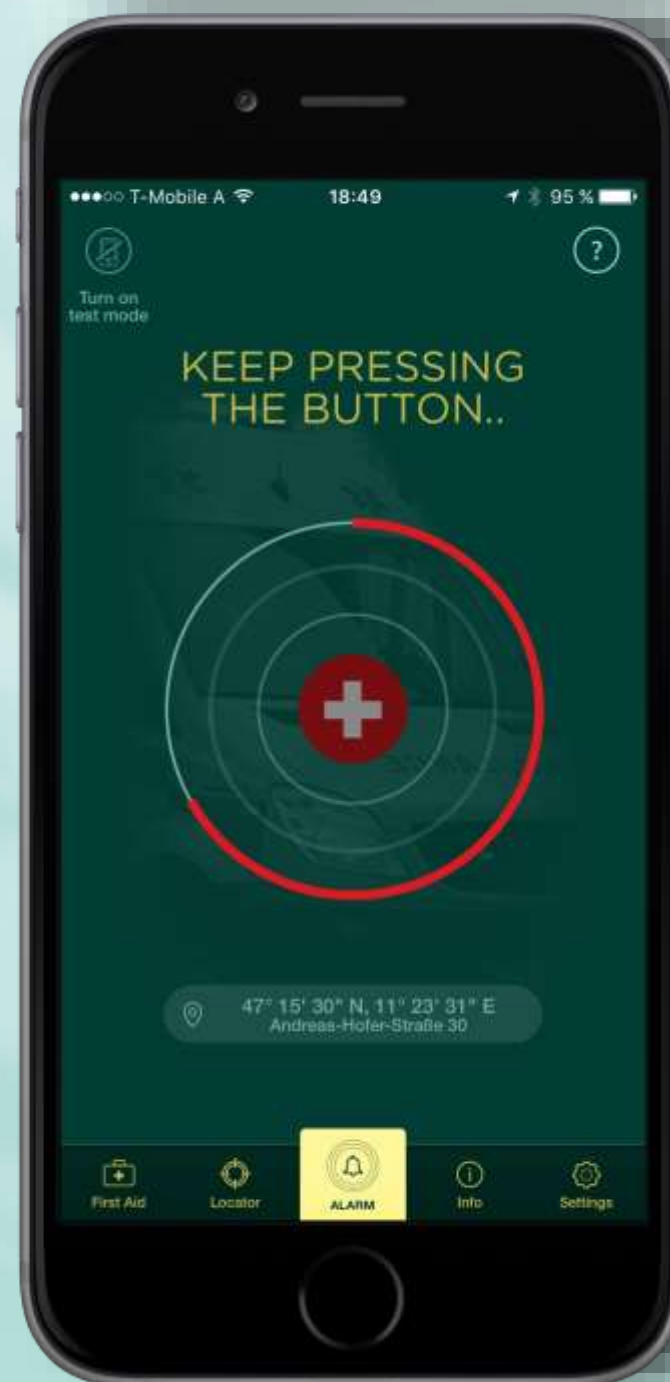 T-Mobile A 18:49 95 %
?
Turn on
test mode
KEEP PRESSING
THE BUTTON..
47° 15' 30" N, 11° 23' 31" E
Andreas-Hofer-Straße 30
First Aid Locator ALARM Info Settings